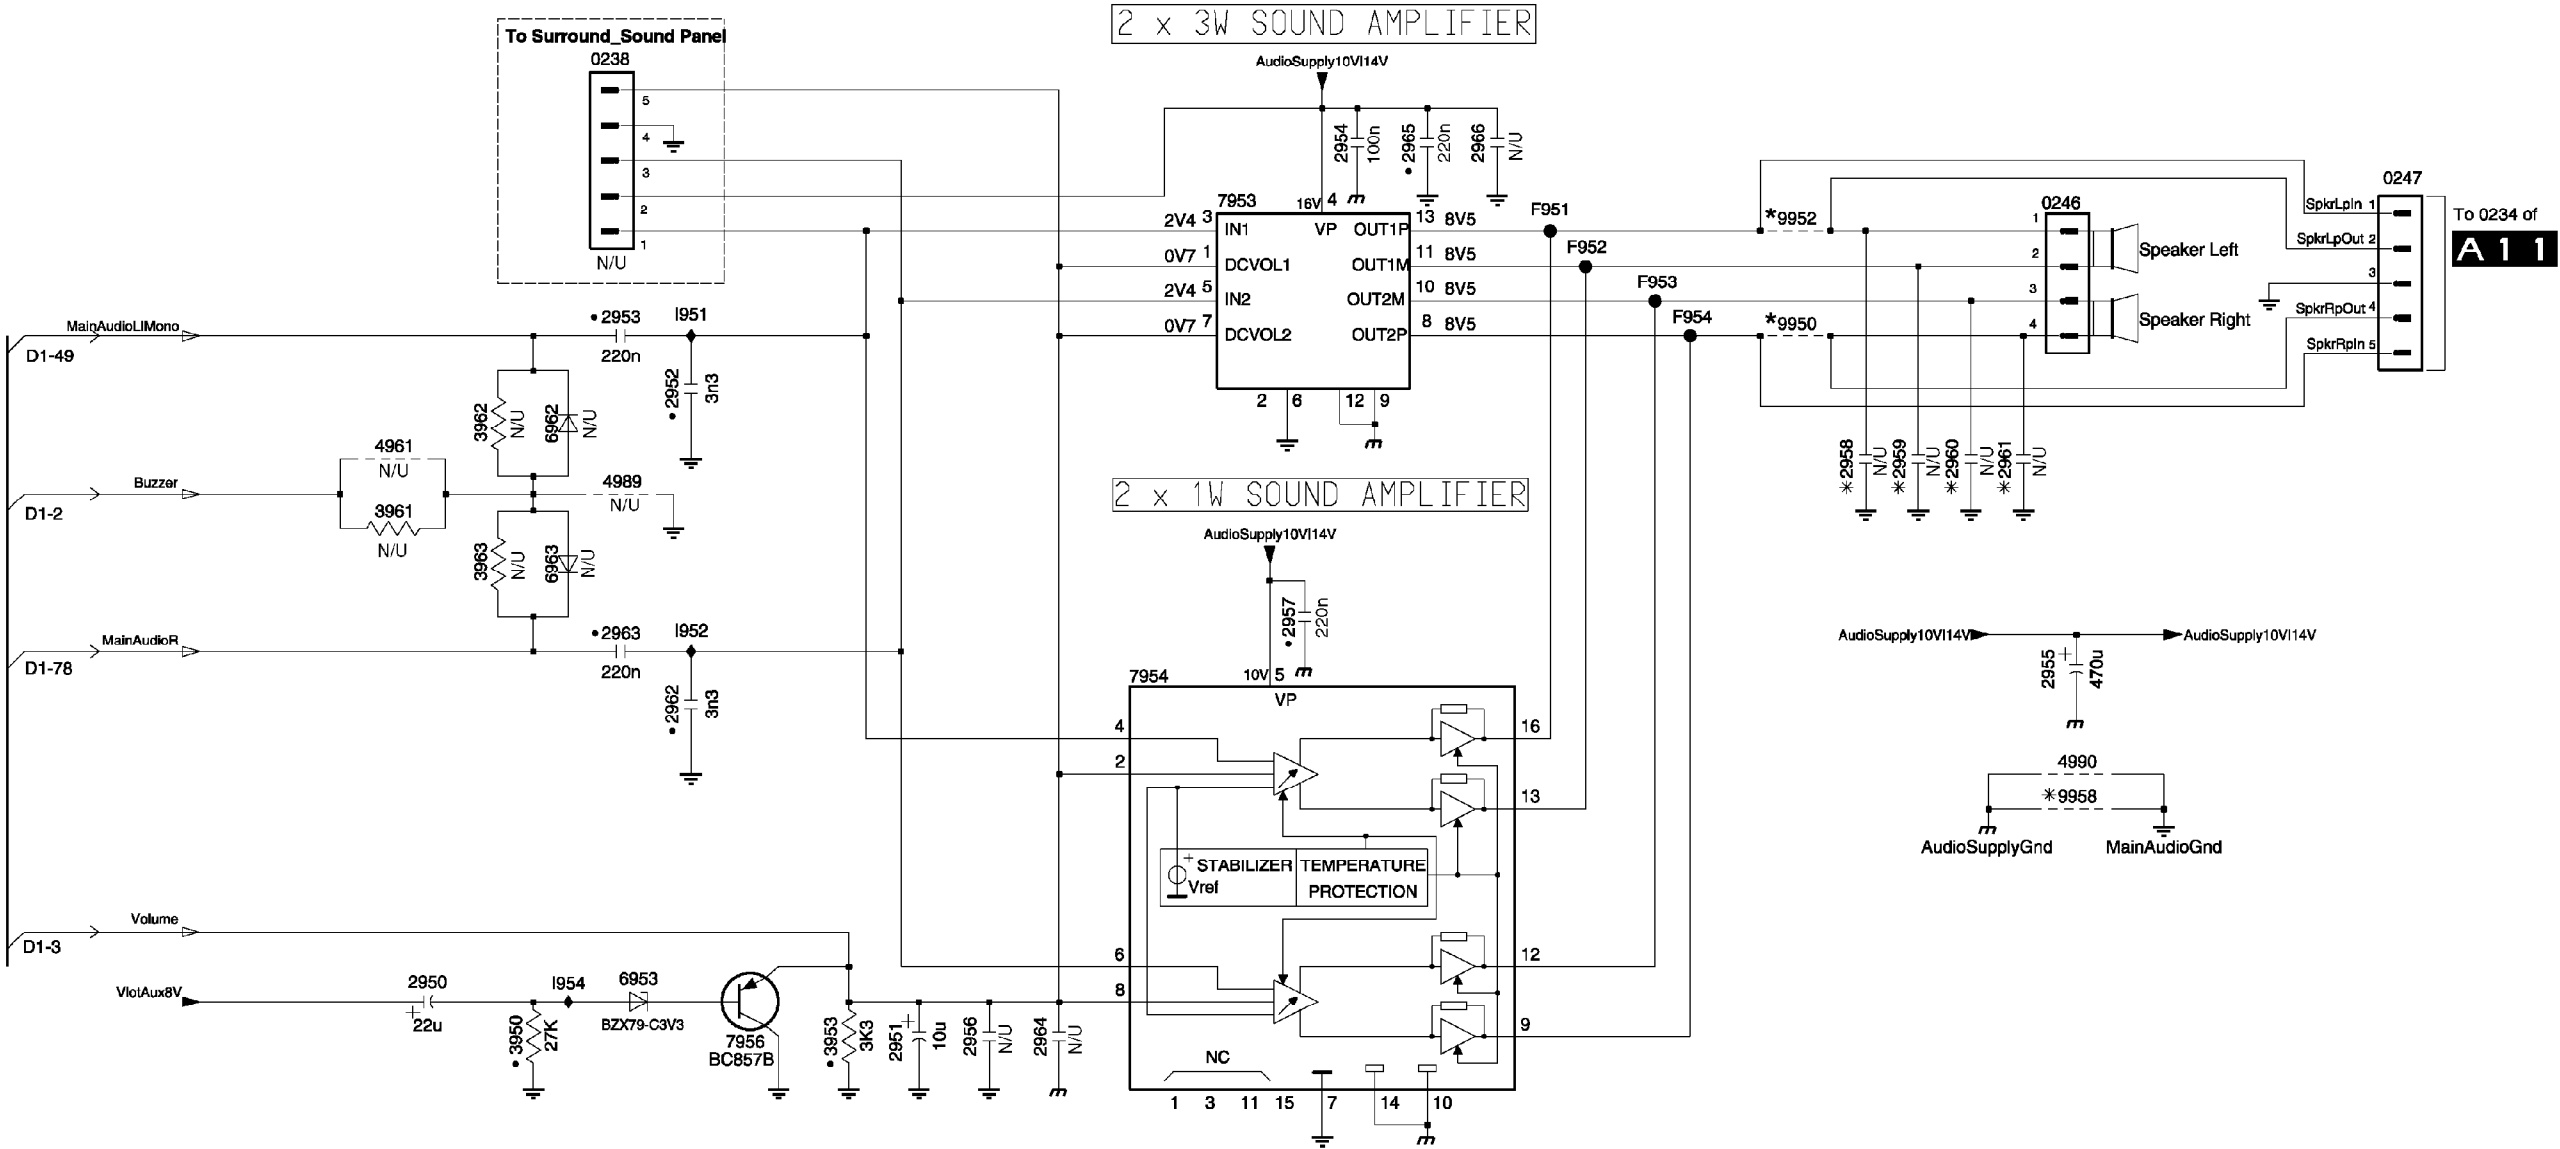 2 x 3W SOUND AMPLIFIER
To Surround_Sound Panel
0238
5
4
3
2
1
N/U
AudioSupply10V|14V
2954
100n
2965
220n
2966
N/U
7953
16V 4
2V4 3 IN1
VP
OUT1P 13 8V5
0V7 1 DCVOL1
OUT1M 11 8V5
2V4 5 IN2
OUT2M 10 8V5
0V7 7 DCVOL2
OUT2P 8 8V5
2 6 12 9
F951
F952
F953
F954
*9952
*9950
0246
1
2
3
4
Speaker Left
Speaker Right
0247
SpkrLpIn 1
SpkrLpOut 2
3
SpkrRpOut 4
SpkrRpIn 5
To 0234 of
A 1 1
*2958
N/U
*2959
N/U
*2960
N/U
*2961
N/U
MainAudioL|Mono
D1-49
•2953
220n
I951
•2952
3n3
3962
N/U
6962
N/U
4961
N/U
Buzzer
D1-2
3961
N/U
4989
N/U
3963
N/U
6963
N/U
MainAudioR
D1-78
•2963
220n
I952
•2962
3n3
2 x 1W SOUND AMPLIFIER
AudioSupply10V|14V
•2957
220n
7954
10V 5
VP
4
2
6
8
16
13
12
9
+
STABILIZER
Vref
TEMPERATURE
PROTECTION
NC
1 3 11 15 7 14 10
AudioSupply10V|14V
AudioSupply10V|14V
2955
+
470u
4990
*9958
AudioSupplyGnd
MainAudioGnd
Volume
D1-3
VlotAux8V
2950
+
22u
•3950
27K
I954
6953
BZX79-C3V3
7956
BC857B
•3953
3K3
2951
+
10u
2956
N/U
2964
N/U